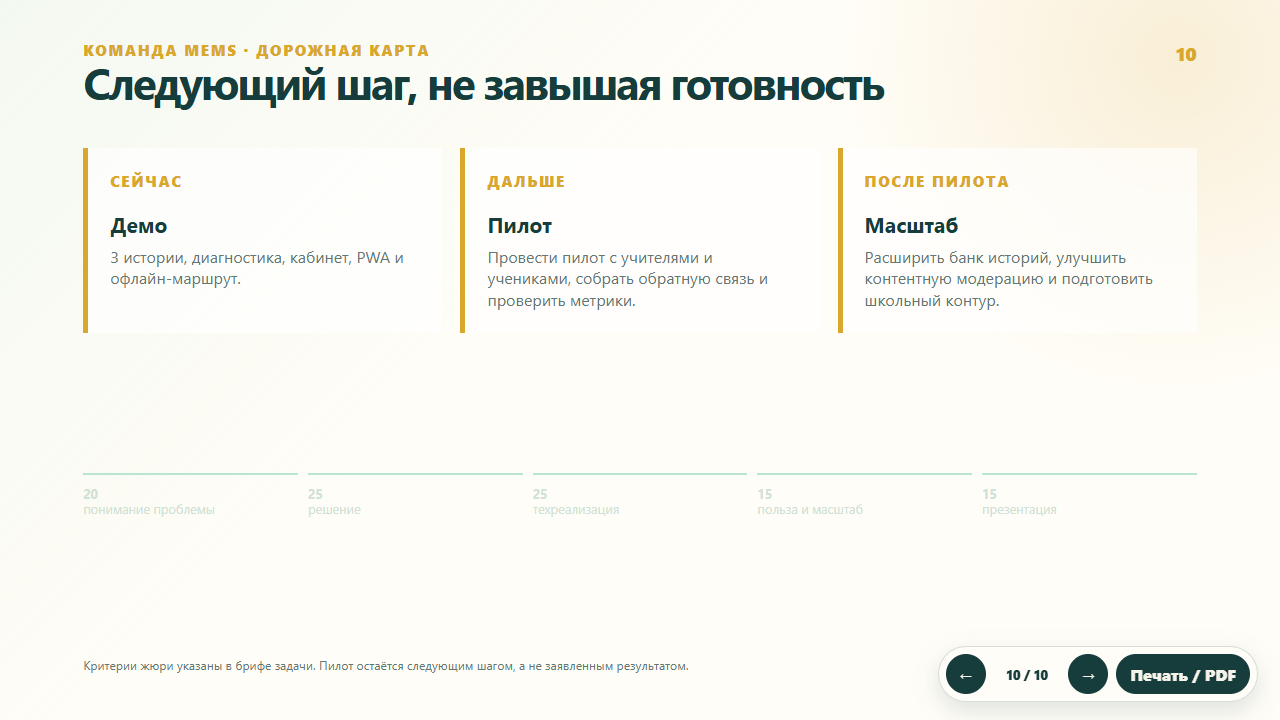 КОМАНДА MEMS · ДОРОЖНАЯ КАРТА
10
Следующий шаг, не завышая готовность
СЕЙЧАС
Демо
3 истории, диагностика, кабинет, PWA и
офлайн-маршрут.
ДАЛЬШЕ
Пилот
Провести пилот с учителями и
учениками, собрать обратную связь и
проверить метрики.
ПОСЛЕ ПИЛОТА
Масштаб
Расширить банк историй, улучшить
контентную модерацию и подготовить
школьный контур.
20
понимание проблемы
25
решение
25
техреализация
15
польза и масштаб
15
презентация
Критерии жюри указаны в брифе задачи. Пилот остаётся следующим шагом, а не заявленным результатом.
← 10 / 10 → Печать / PDF